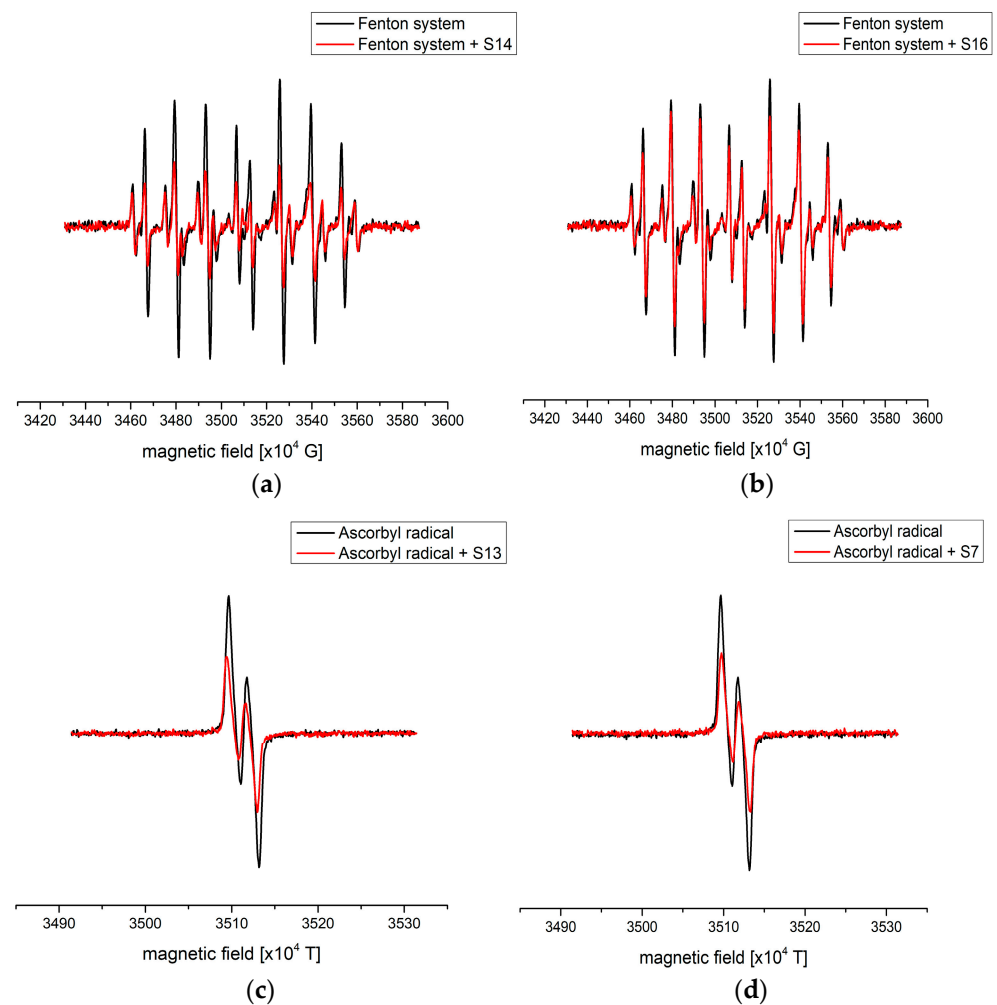 Fenton system
Fenton system + S14
3420 3440 3460 3480 3500 3520 3540 3560 3580 3600
magnetic field [x10⁴ G]
(a)
Fenton system
Fenton system + S16
3420 3440 3460 3480 3500 3520 3540 3560 3580 3600
magnetic field [x10⁴ G]
(b)
Ascorbyl radical
Ascorbyl radical + S13
3490 3500 3510 3520 3530
magnetic field [x10⁴ T]
(c)
Ascorbyl radical
Ascorbyl radical + S7
3490 3500 3510 3520 3530
magnetic field [x10⁴ T]
(d)